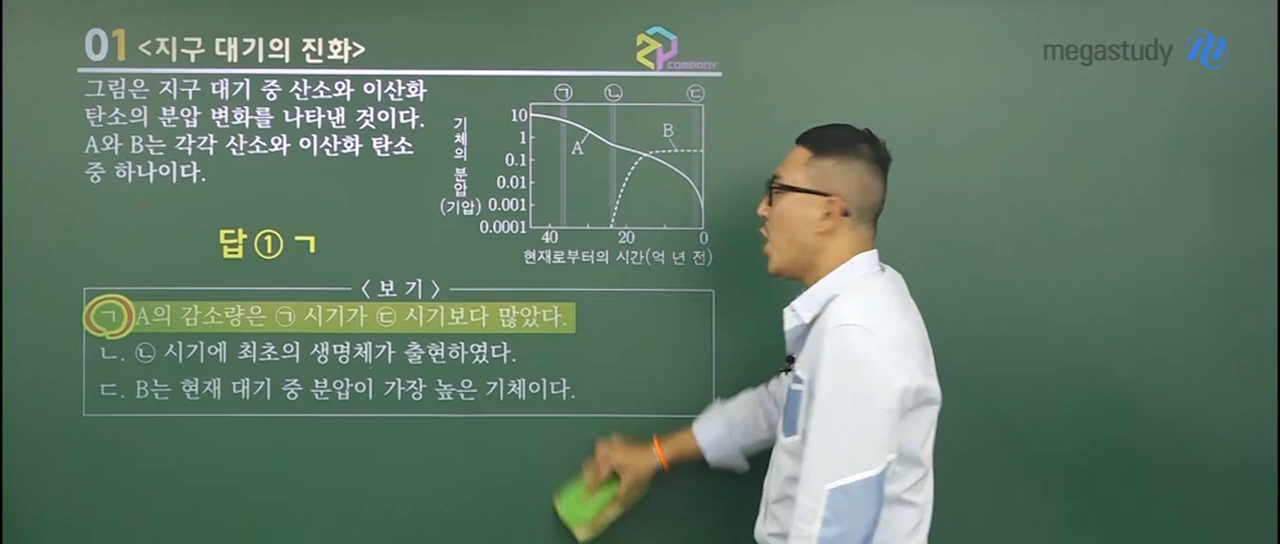 01 <지구 대기의 진화>
ZP COMPANY
megastudy
그림은 지구 대기 중 산소와 이산화
탄소의 분압 변화를 나타낸 것이다.
A와 B는 각각 산소와 이산화 탄소
중 하나이다.
답 ① ㄱ
㉠ ㉡ ㉢
기체의 분압
(기압)
10
1
0.1
0.01
0.001
0.0001
A
B
40 20 0
현재로부터의 시간(억 년 전)
<보 기>
ㄱ A의 감소량은 ㉠ 시기가 ㉢ 시기보다 많았다.
ㄴ. ㉡ 시기에 최초의 생명체가 출현하였다.
ㄷ. B는 현재 대기 중 분압이 가장 높은 기체이다.